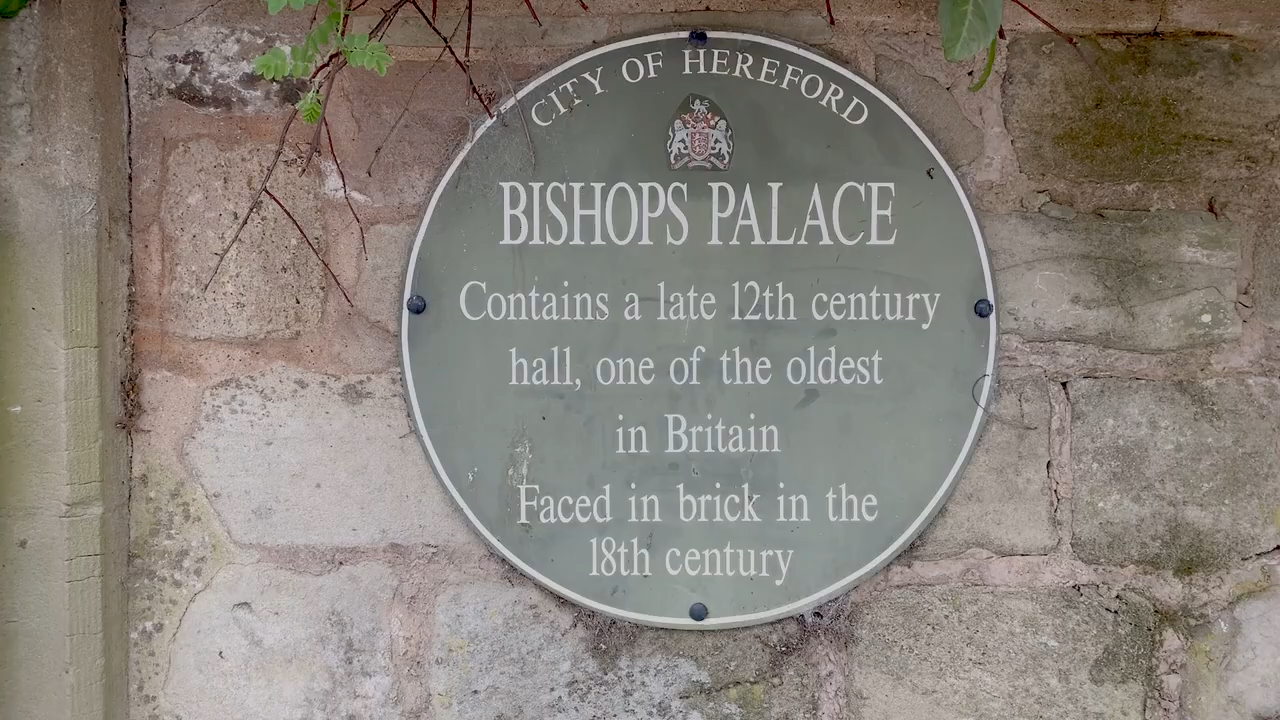 CITY OF HEREFORD
BISHOPS PALACE
Contains a late 12th century
hall, one of the oldest
in Britain
Faced in brick in the
18th century